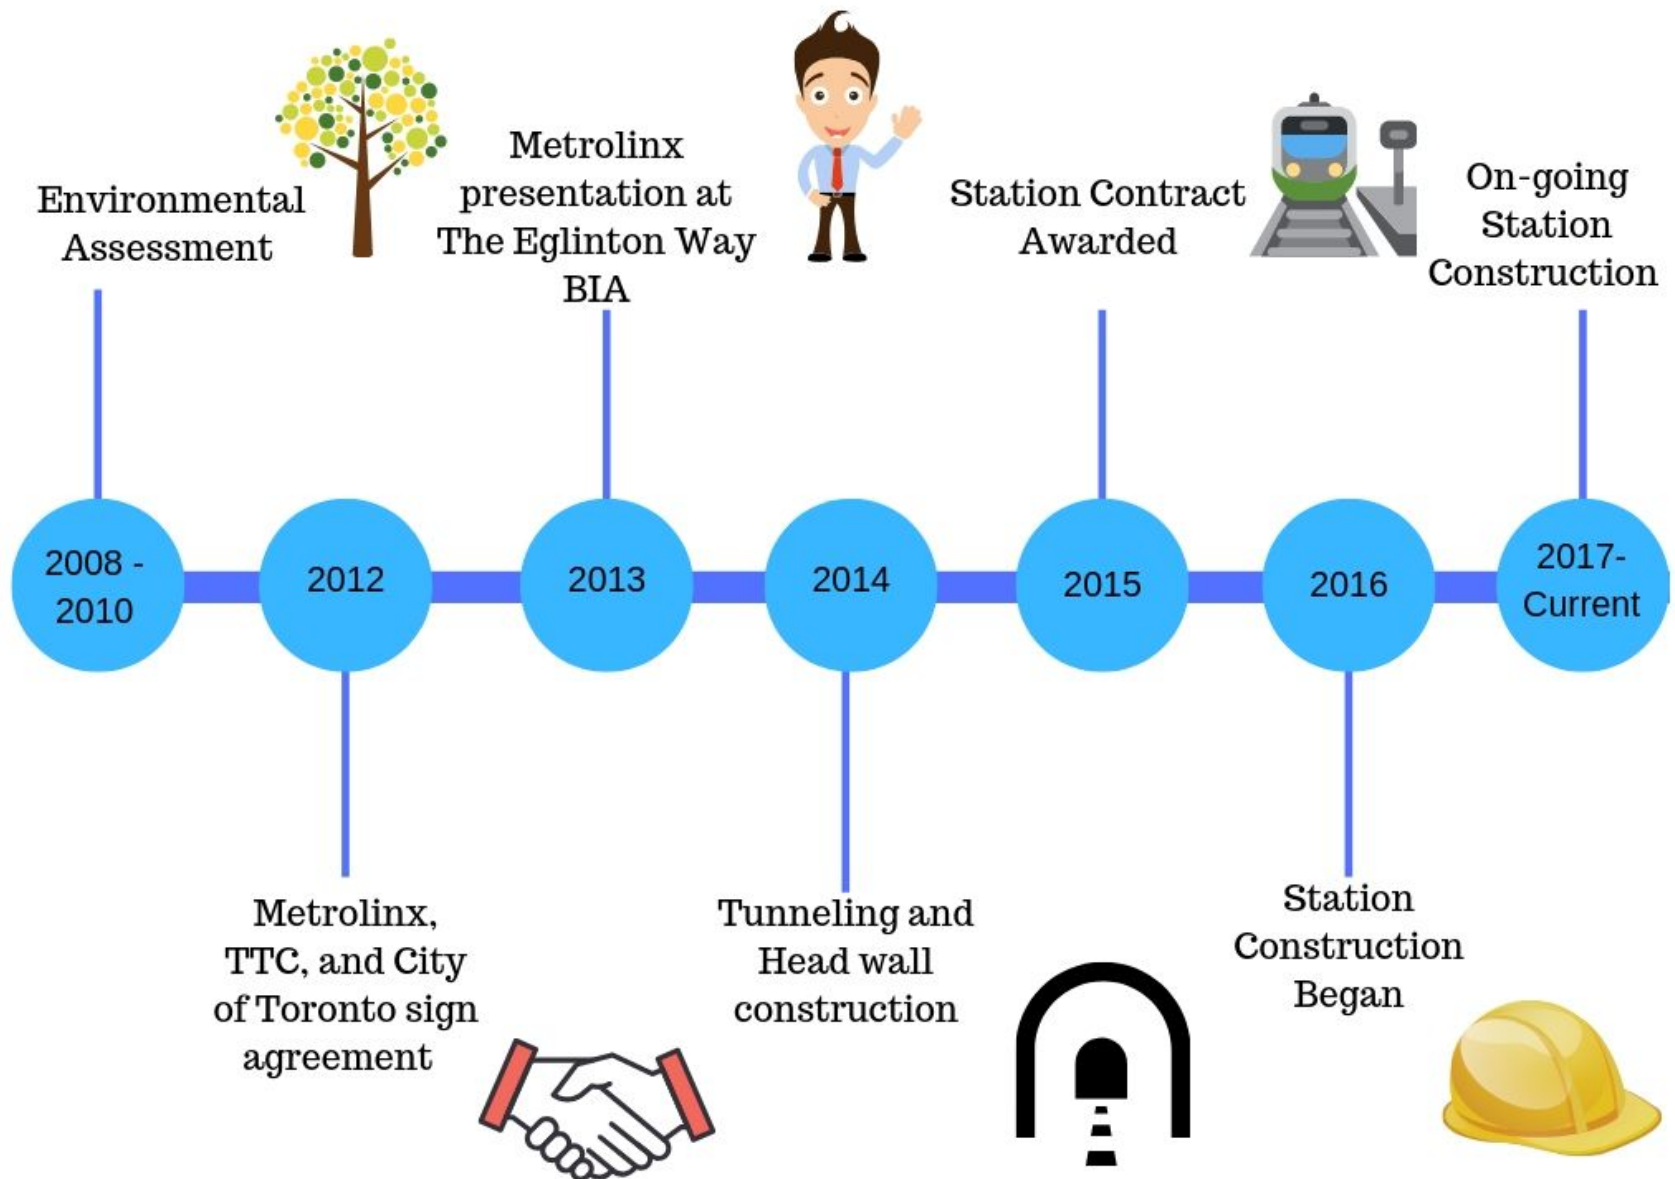 Environmental
Assessment
Metrolinx
presentation at
The Eglinton Way
BIA
Station Contract
Awarded
On-going
Station
Construction
2008 -
2010
2012
2013
2014
2015
2016
2017-
Current
Metrolinx,
TTC, and City
of Toronto sign
agreement
Tunneling and
Head wall
construction
Station
Construction
Began